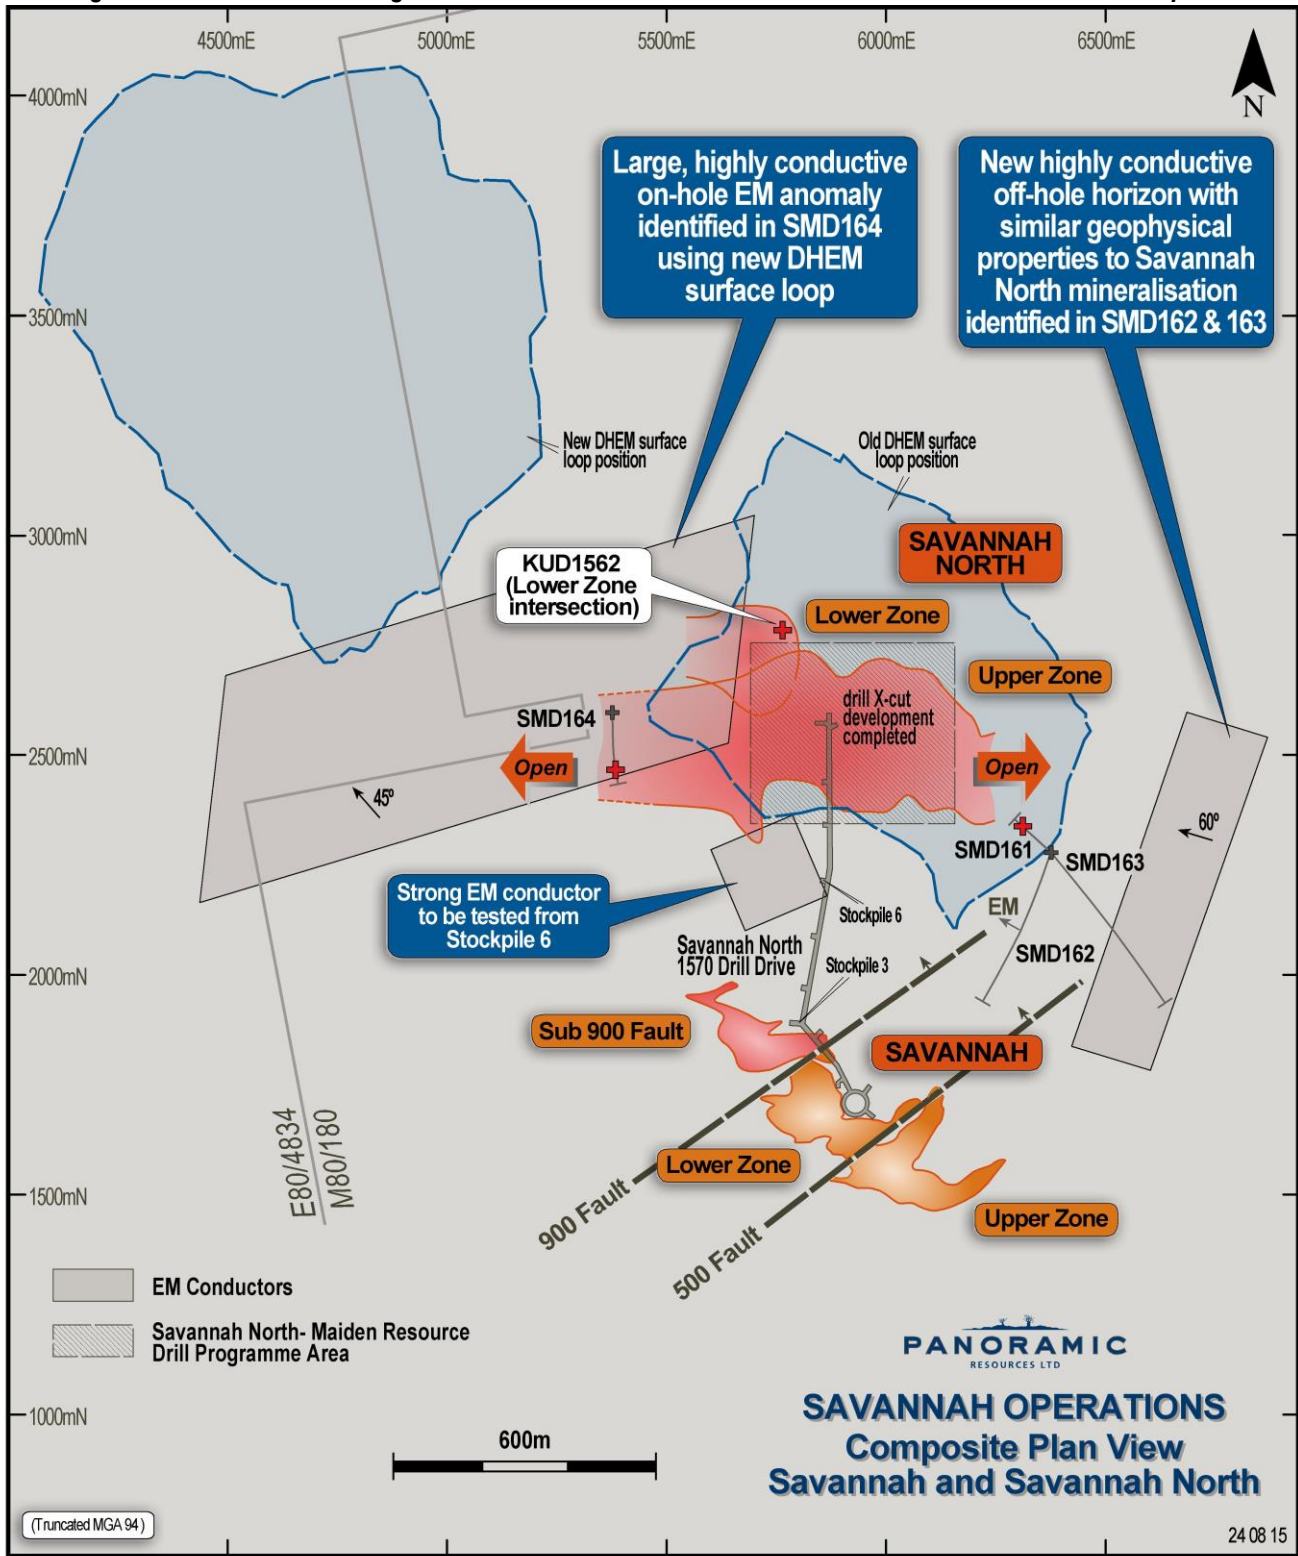 4500mE
5000mE
5500mE
6000mE
6500mE
4000mN
3500mN
3000mN
2500mN
2000mN
1500mN
1000mN
N
Large, highly conductive
on-hole EM anomaly
identified in SMD164
using new DHEM
surface loop
New highly conductive
off-hole horizon with
similar geophysical
properties to Savannah
North mineralisation
identified in SMD162 & 163
New DHEM surface
loop position
Old DHEM surface
loop position
SAVANNAH
NORTH
KUD1562
(Lower Zone
intersection)
Lower Zone
Upper Zone
drill X-cut
development
completed
SMD164
Open
Open
45º
60º
SMD161
SMD163
EM
SMD162
Strong EM conductor
to be tested from
Stockpile 6
Stockpile 6
Savannah North
1570 Drill Drive
Stockpile 3
Sub 900 Fault
SAVANNAH
Lower Zone
Upper Zone
900 Fault
500 Fault
E80/4834
M80/180
EM Conductors
Savannah North- Maiden Resource
Drill Programme Area
600m
PANORAMIC
RESOURCES LTD
SAVANNAH OPERATIONS
Composite Plan View
Savannah and Savannah North
(Truncated MGA 94)
24 08 15